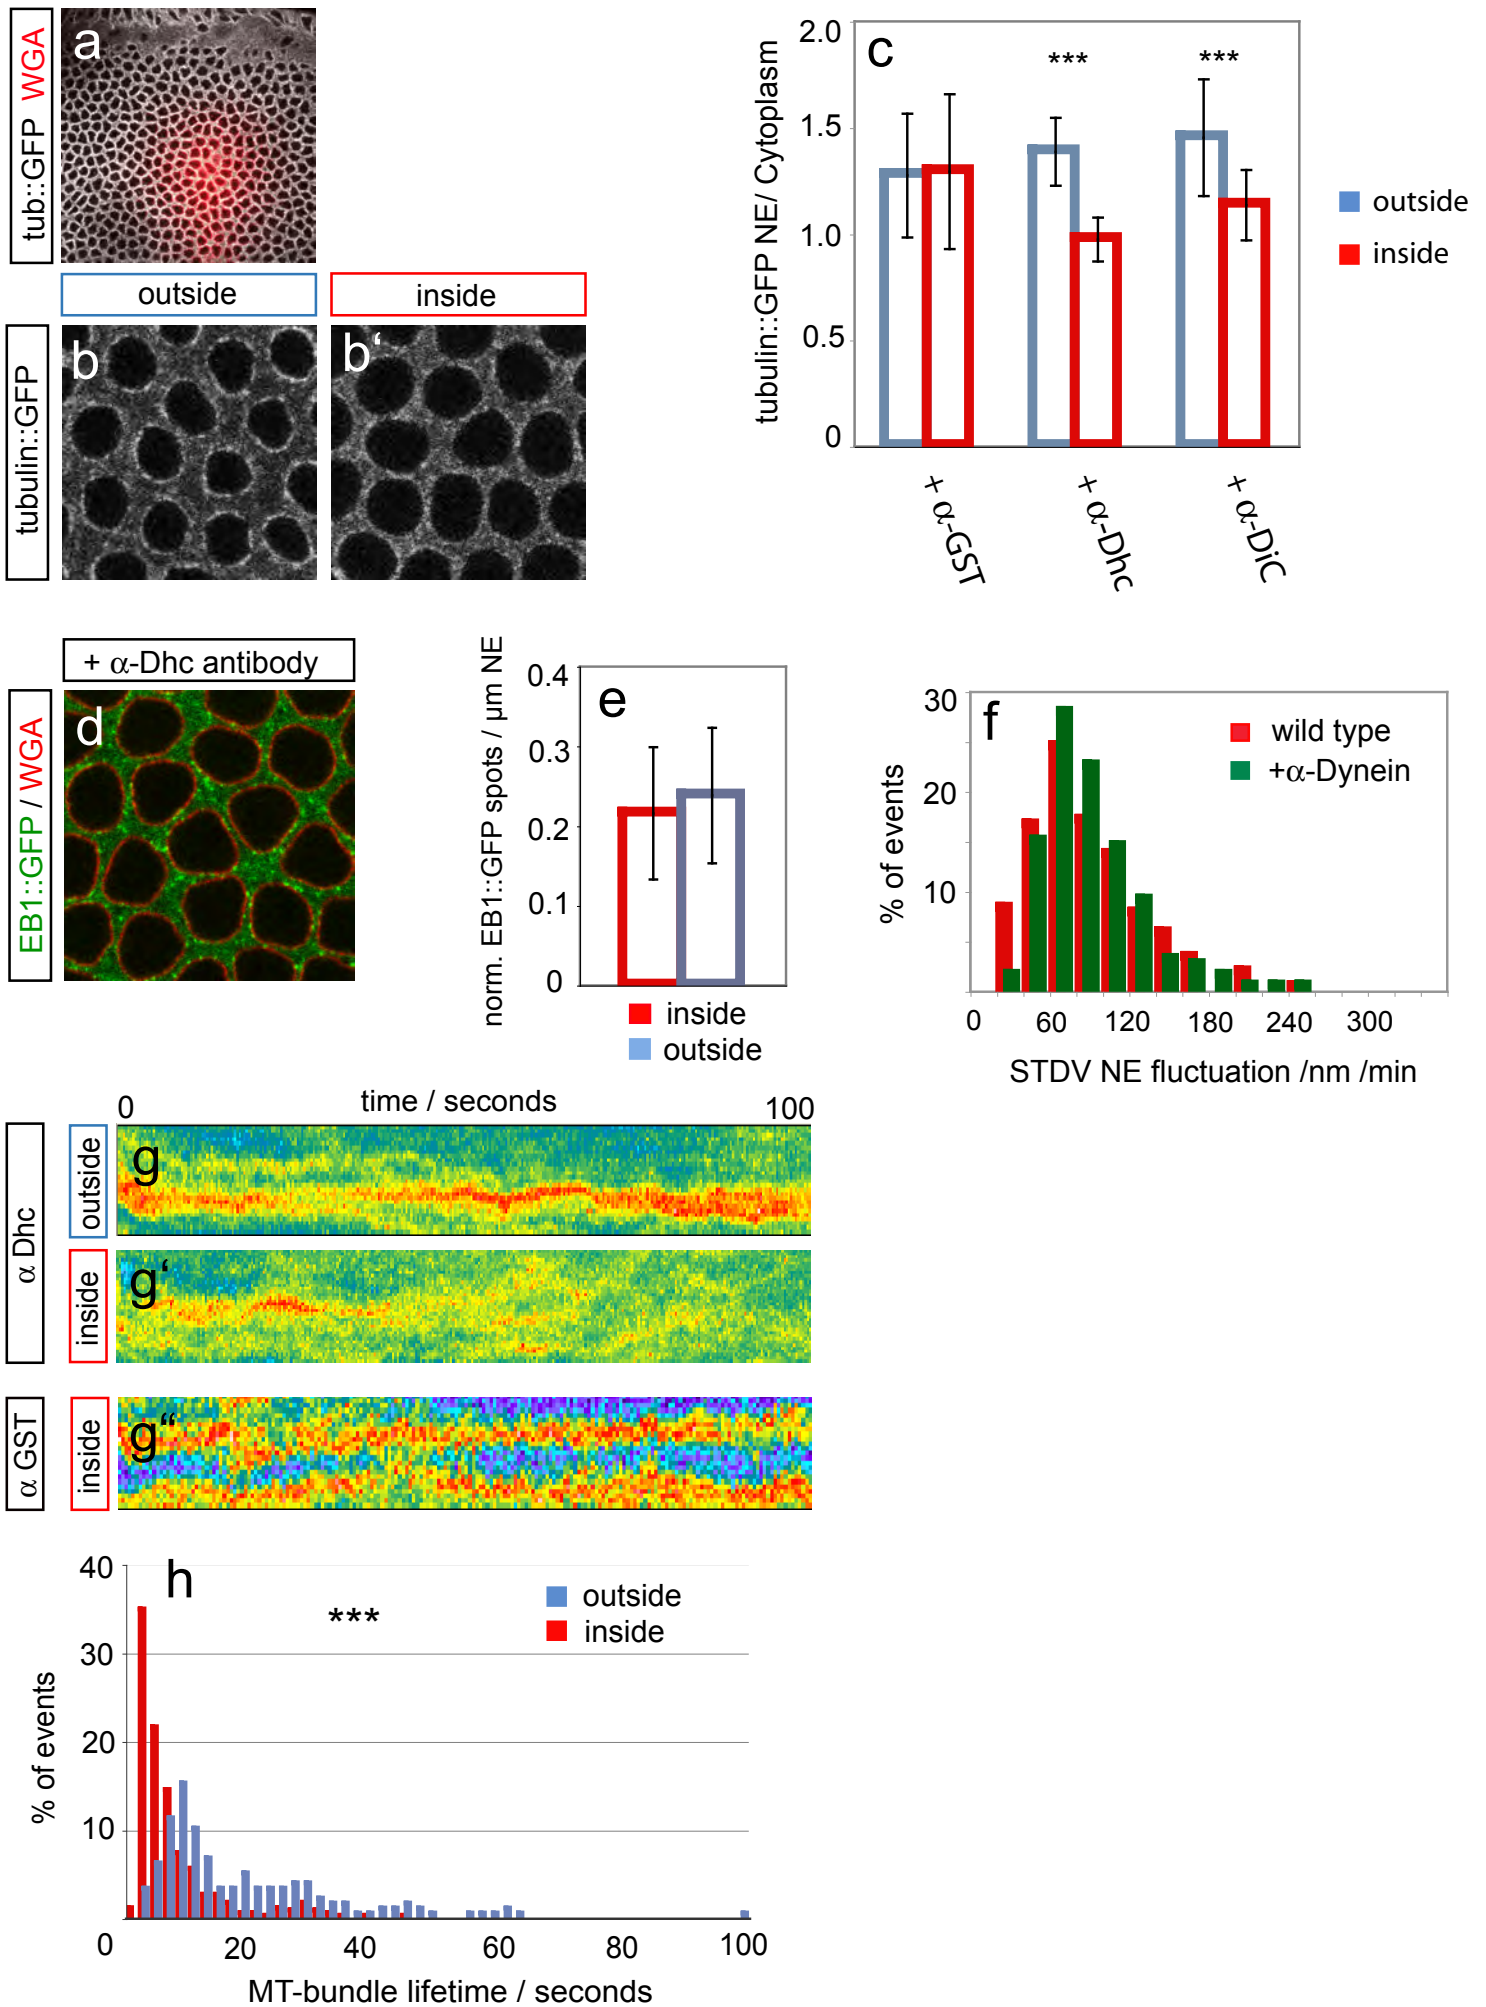 tub::GFP WGA
a
outside
inside
tubulin::GFP
b
b'
c
tubulin::GFP NE/ Cytoplasm
2.0
1.5
1.0
0.5
0
***
***
+ α-GST
+ α-Dhc
+ α-DiC
outside
inside
+ α-Dhc antibody
EB1::GFP / WGA
d
e
norm. EB1::GFP spots / µm NE
0.4
0.3
0.2
0.1
0
inside
outside
f
% of events
30
20
10
wild type
+α-Dynein
0 60 120 180 240 300
STDV NE fluctuation /nm /min
0 time / seconds 100
α Dhc
outside
g
inside
g'
α GST
inside
g"
h
% of events
40
30
20
10
***
outside
inside
0 20 40 60 80 100
MT-bundle lifetime / seconds